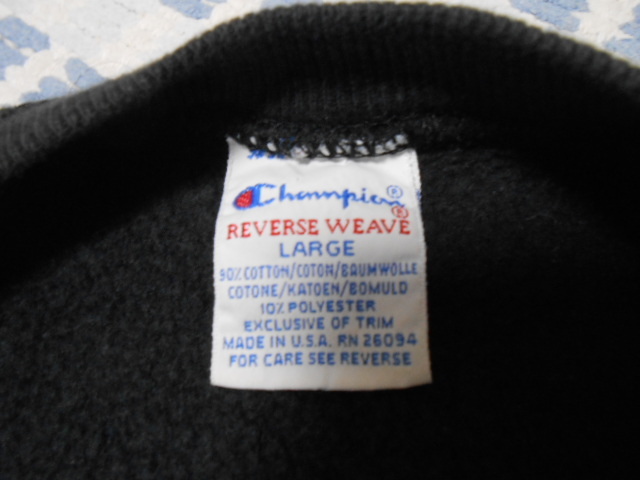 Champion®
REVERSE WEAVE®
LARGE
90% COTTON/COTON/BAUMWOLLE
COTONE/KATOEN/BOMULD
10% POLYESTER
EXCLUSIVE OF TRIM
MADE IN U.S.A. RN 26094
FOR CARE SEE REVERSE